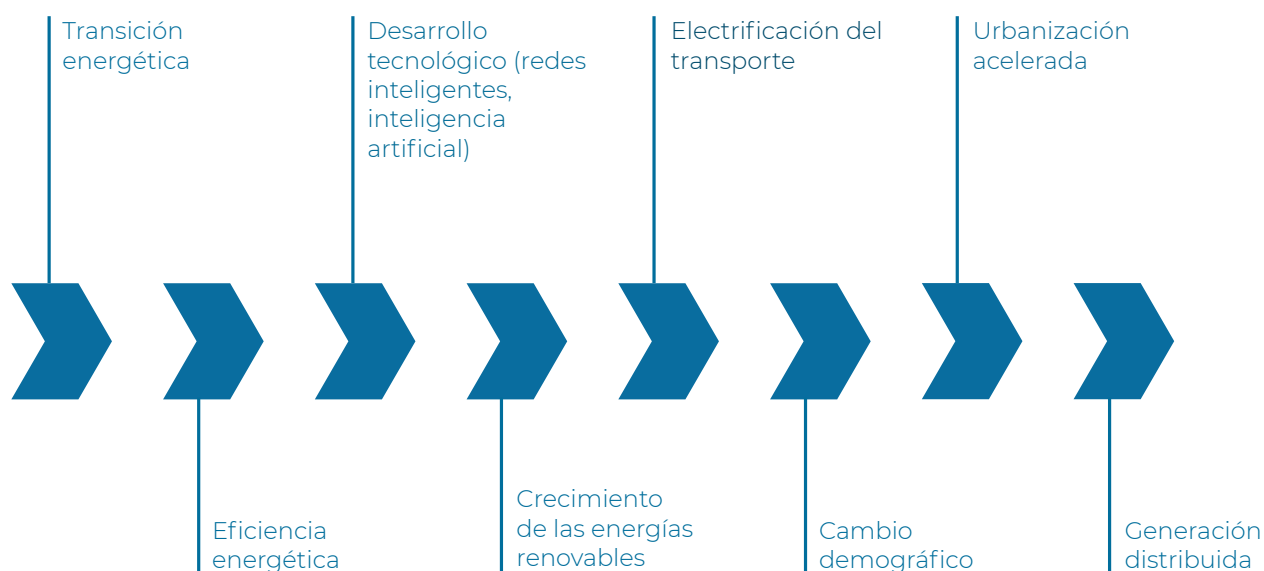 Transición
energética
Desarrollo
tecnológico (redes
inteligentes,
inteligencia
artificial)
Electrificación del
transporte
Urbanización
acelerada
Eficiencia
energética
Crecimiento
de las energías
renovables
Cambio
demográfico
Generación
distribuida